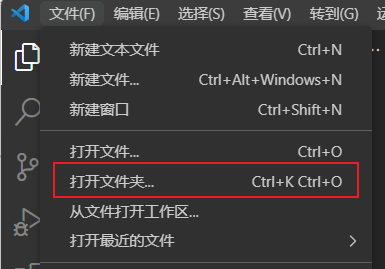 文件(F) 编辑(E) 选择(S) 查看(V) 转到(G)
新建文本文件 Ctrl+N
新建文件... Ctrl+Alt+Windows+N
新建窗口 Ctrl+Shift+N
打开文件... Ctrl+O
打开文件夹... Ctrl+K Ctrl+O
从文件打开工作区...
打开最近的文件